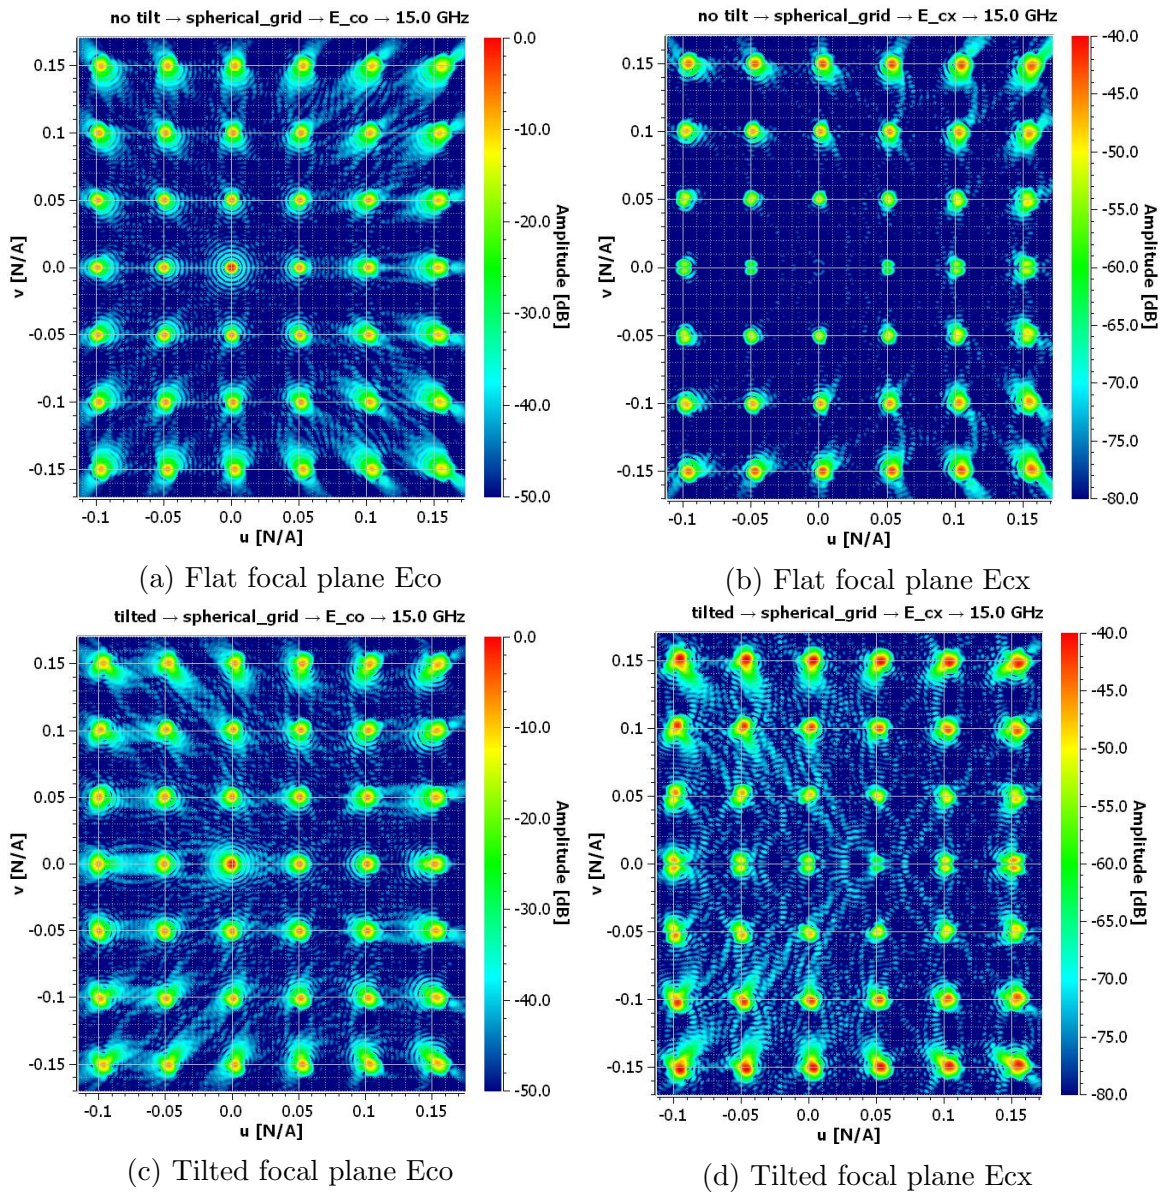 no tilt → spherical_grid → E_co → 15.0 GHz
0.15
0.1
0.05
0.0
-0.05
-0.1
-0.15
v [N/A]
-0.1 -0.05 0.0 0.05 0.1 0.15
u [N/A]
0.0
-10.0
-20.0
-30.0
-40.0
-50.0
Amplitude [dB]
(a) Flat focal plane Eco
no tilt → spherical_grid → E_cx → 15.0 GHz
0.15
0.1
0.05
0.0
-0.05
-0.1
-0.15
v [N/A]
-0.1 -0.05 0.0 0.05 0.1 0.15
u [N/A]
-40.0
-45.0
-50.0
-55.0
-60.0
-65.0
-70.0
-75.0
-80.0
Amplitude [dB]
(b) Flat focal plane Ecx
tilted → spherical_grid → E_co → 15.0 GHz
0.15
0.1
0.05
0.0
-0.05
-0.1
-0.15
v [N/A]
-0.1 -0.05 0.0 0.05 0.1 0.15
u [N/A]
0.0
-10.0
-20.0
-30.0
-40.0
-50.0
Amplitude [dB]
(c) Tilted focal plane Eco
tilted → spherical_grid → E_cx → 15.0 GHz
0.15
0.1
0.05
0.0
-0.05
-0.1
-0.15
v [N/A]
-0.1 -0.05 0.0 0.05 0.1 0.15
u [N/A]
-40.0
-45.0
-50.0
-55.0
-60.0
-65.0
-70.0
-75.0
-80.0
Amplitude [dB]
(d) Tilted focal plane Ecx